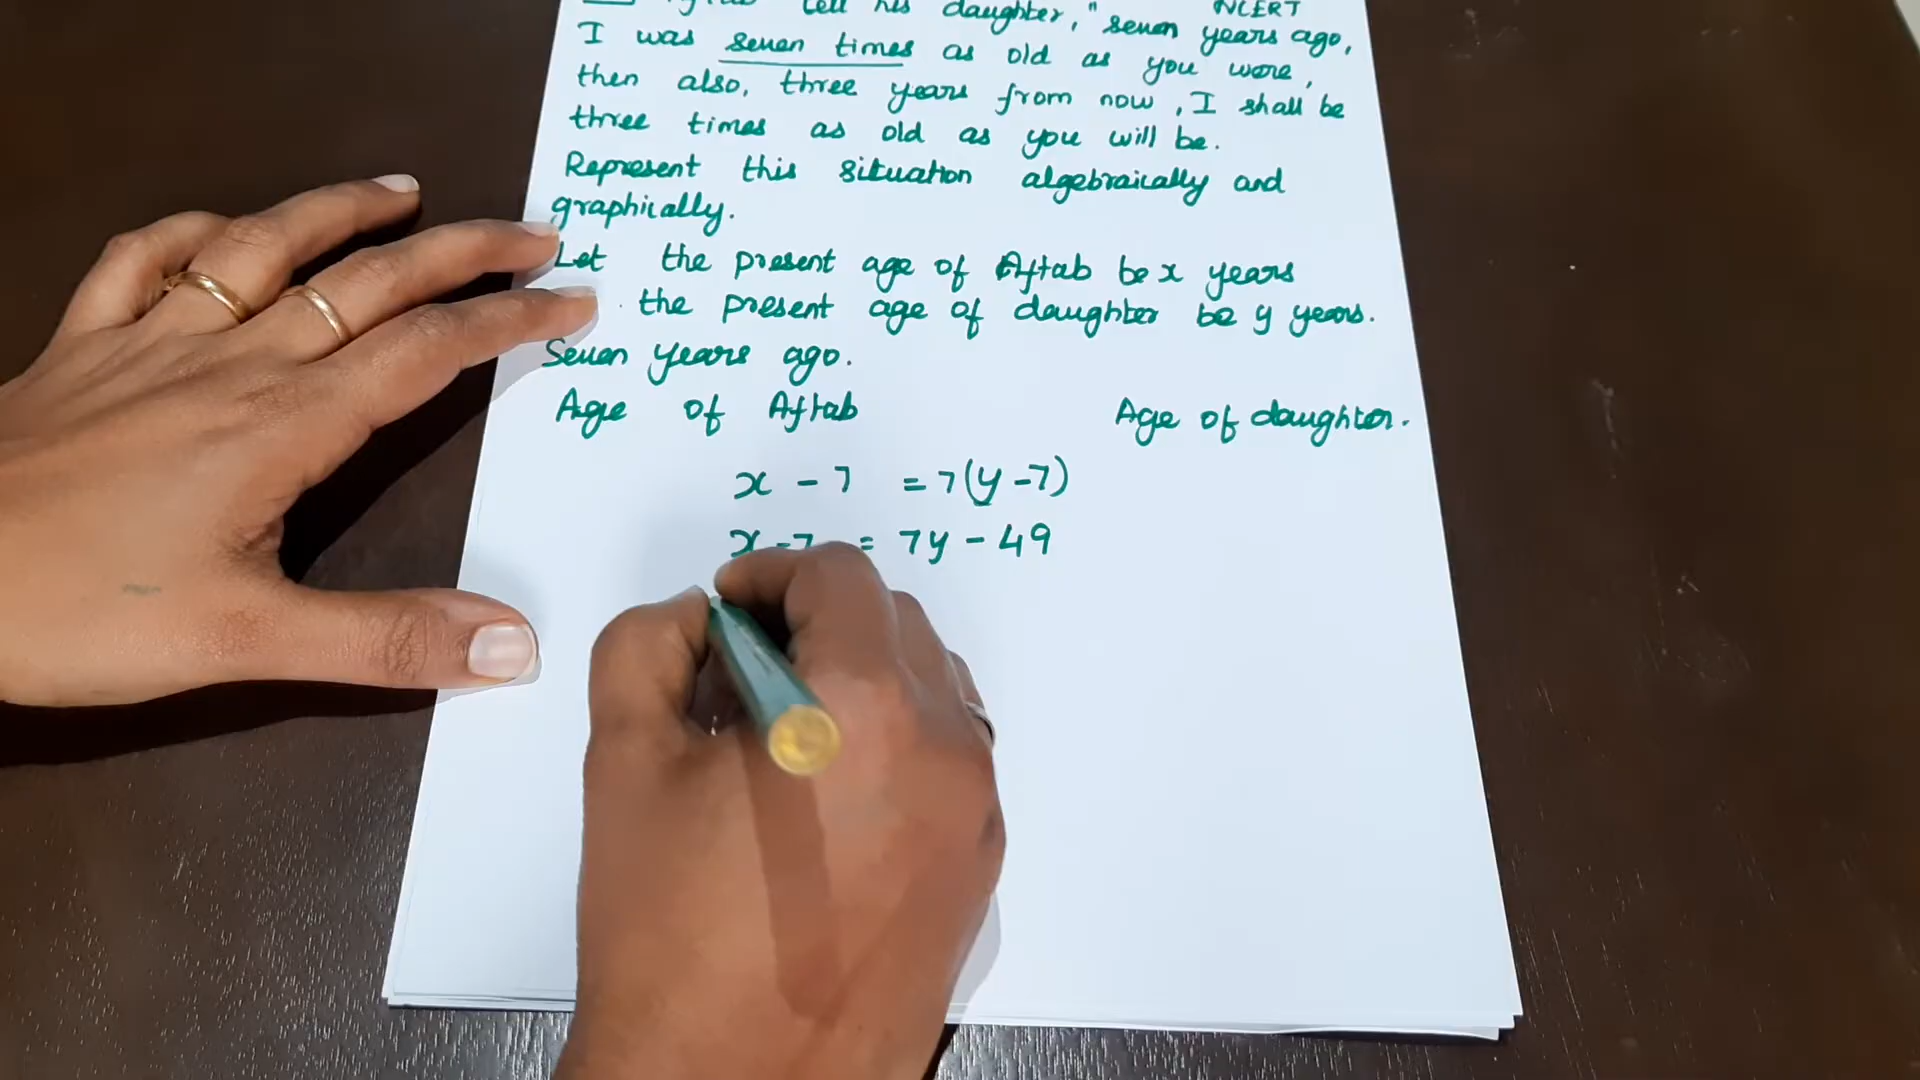 tell his daughter, "seven years ago, NCERT
I was seven times as old as you were,
then also, three years from now, I shall be
three times as old as you will be.
Represent this situation algebraically and
graphically.
Let the present age of Aftab be x years
the present age of daughter be y years.
Seven years ago.
Age of Aftab Age of daughter.
x - 7 = 7(y - 7)
x - 7 = 7y - 49